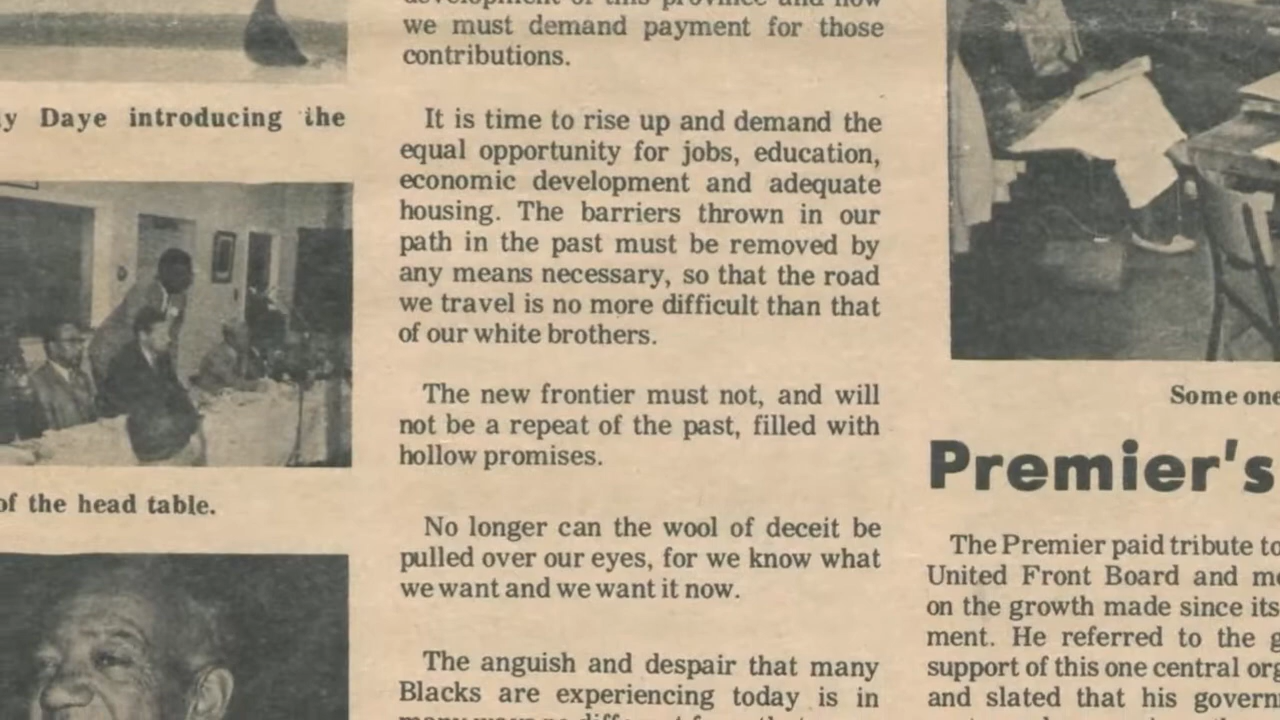 y Daye introducing the
of the head table.
development of this province and now
we must demand payment for those
contributions.
It is time to rise up and demand the
equal opportunity for jobs, education,
economic development and adequate
housing. The barriers thrown in our
path in the past must be removed by
any means necessary, so that the road
we travel is no more difficult than that
of our white brothers.
The new frontier must not, and will
not be a repeat of the past, filled with
hollow promises.
No longer can the wool of deceit be
pulled over our eyes, for we know what
we want and we want it now.
The anguish and despair that many
Blacks are experiencing today is in
Some one
Premier's
The Premier paid tribute to
United Front Board and me
on the growth made since its
ment. He referred to the g
support of this one central org
and slated that his govern